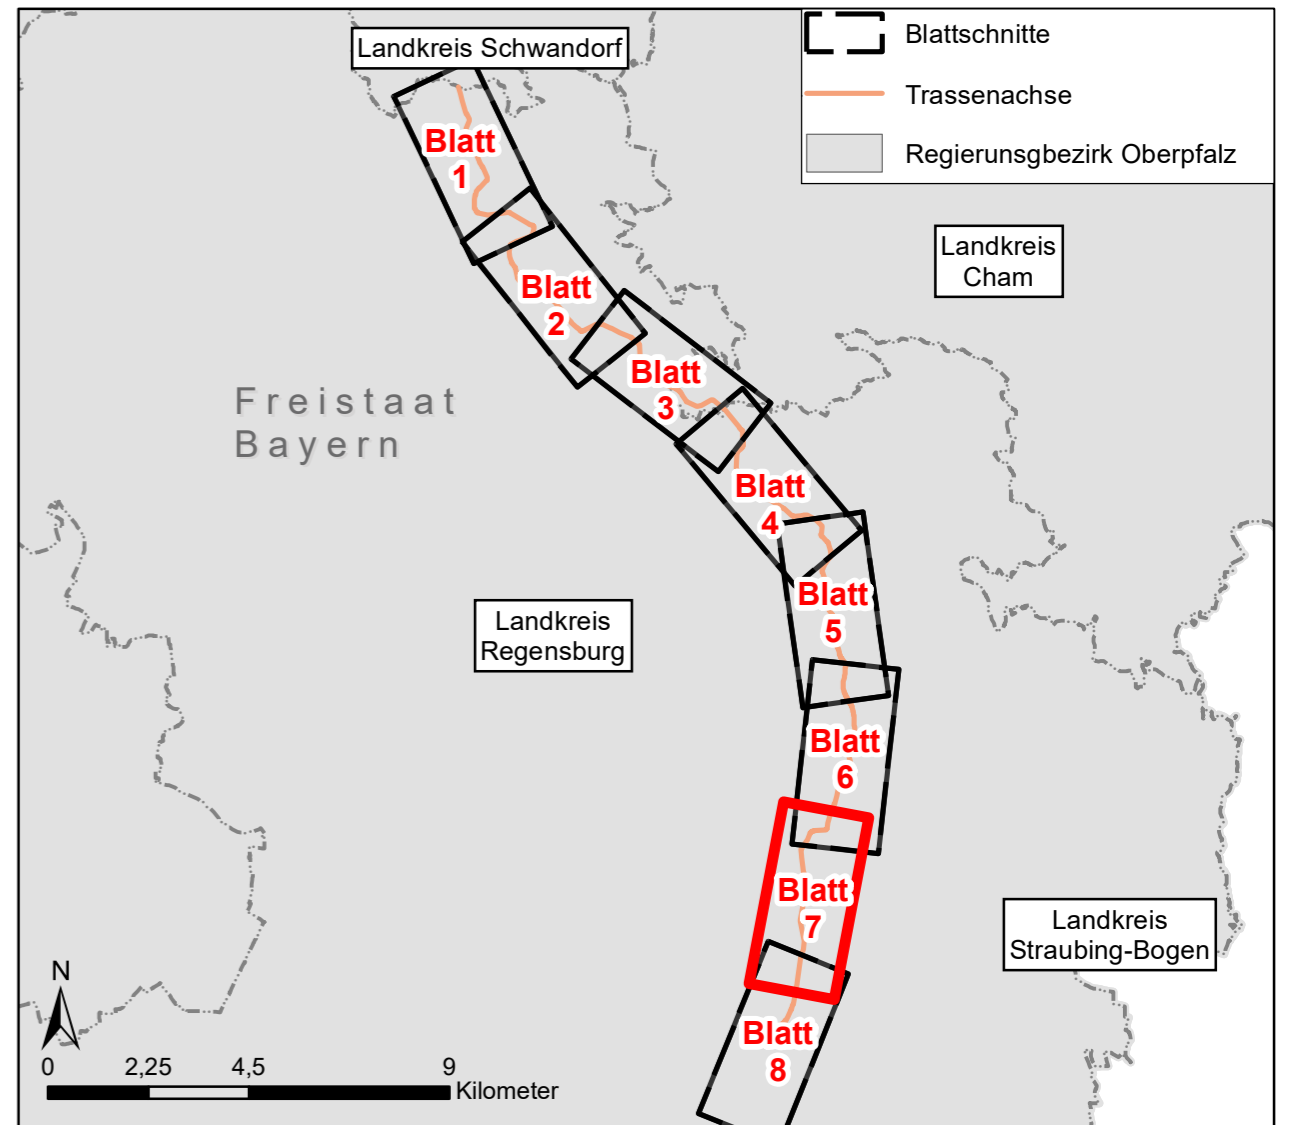 Landkreis Schwandorf
Blattschnitte
Trassenachse
Regierunsgbezirk Oberpfalz
Blatt
1
Landkreis
Cham
Blatt
2
Blatt
3
Freistaat
Bayern
Blatt
4
Blatt
5
Landkreis
Regensburg
Blatt
6
Blatt
7
Landkreis
Straubing-Bogen
N
Blatt
8
0 2,25 4,5 9
Kilometer